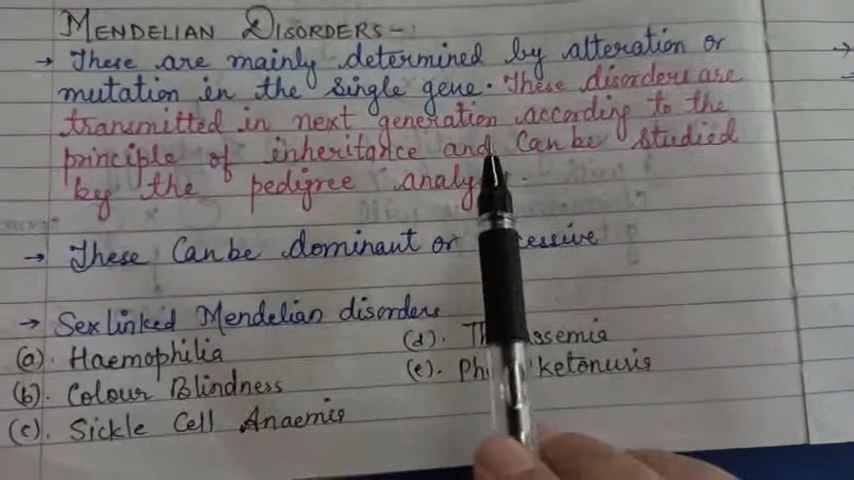 MENDELIAN DISORDERS-:
→ These are mainly determined by alteration or
mutation in the single gene. These disorders are
transmitted in next generation according to the
principle of inheritance and Can be studied
by the pedigree
→ These Can be dominant or
→ Sex linked Mendelian disorders
(a). Haemophilia
(d).
(b). Colour Blindness
(e).
(c). Sickle Cell Anaemia